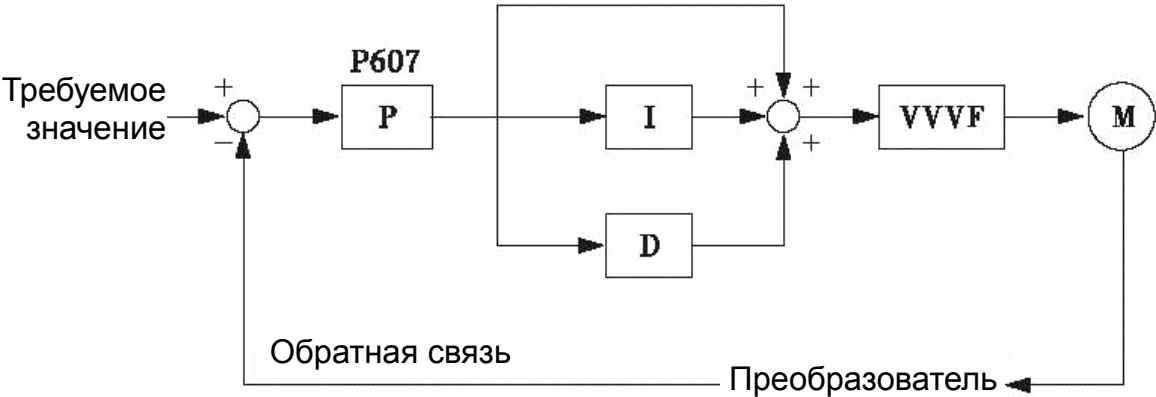 P607
Требуемое
значение
+
−
P
I
D
+
+
+
VVVF
M
Обратная связь
Преобразователь